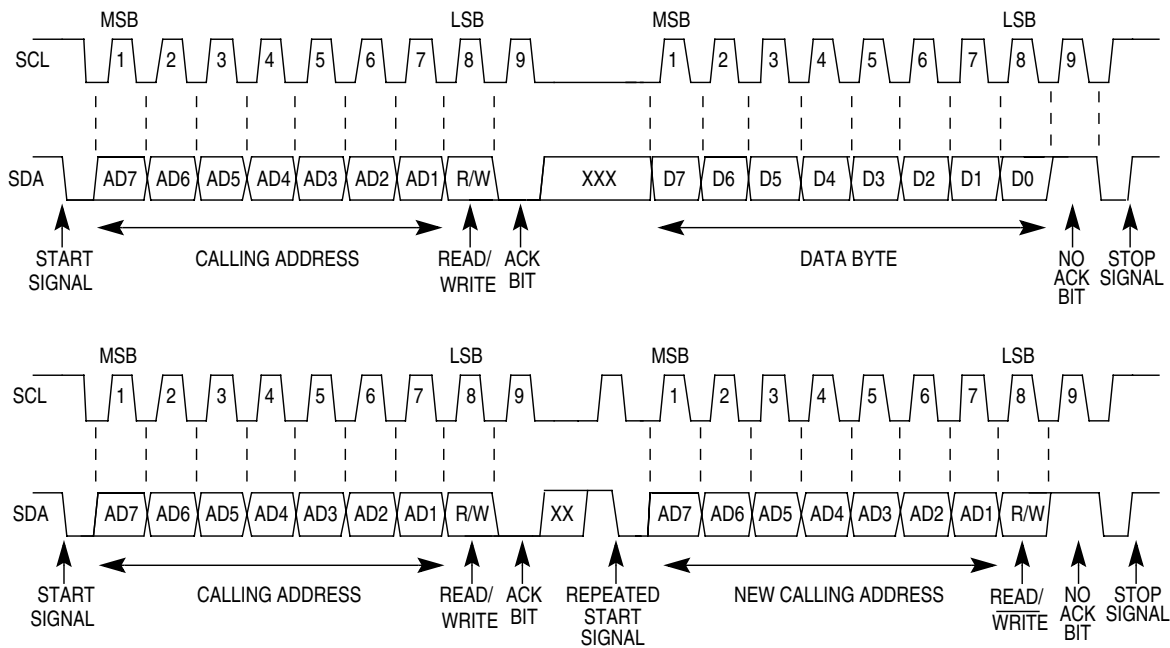 MSB LSB MSB LSB
SCL 1 2 3 4 5 6 7 8 9 1 2 3 4 5 6 7 8 9
SDA AD7 AD6 AD5 AD4 AD3 AD2 AD1 R/W XXX D7 D6 D5 D4 D3 D2 D1 D0
START SIGNAL
CALLING ADDRESS
READ/
WRITE
ACK
BIT
DATA BYTE
NO
ACK
BIT
STOP
SIGNAL
MSB LSB MSB LSB
SCL 1 2 3 4 5 6 7 8 9 1 2 3 4 5 6 7 8 9
SDA AD7 AD6 AD5 AD4 AD3 AD2 AD1 R/W XX AD7 AD6 AD5 AD4 AD3 AD2 AD1 R/W
START
SIGNAL
CALLING ADDRESS
READ/
WRITE
ACK
BIT
REPEATED
START
SIGNAL
NEW CALLING ADDRESS
READ/
WRITE
NO
ACK
BIT
STOP
SIGNAL